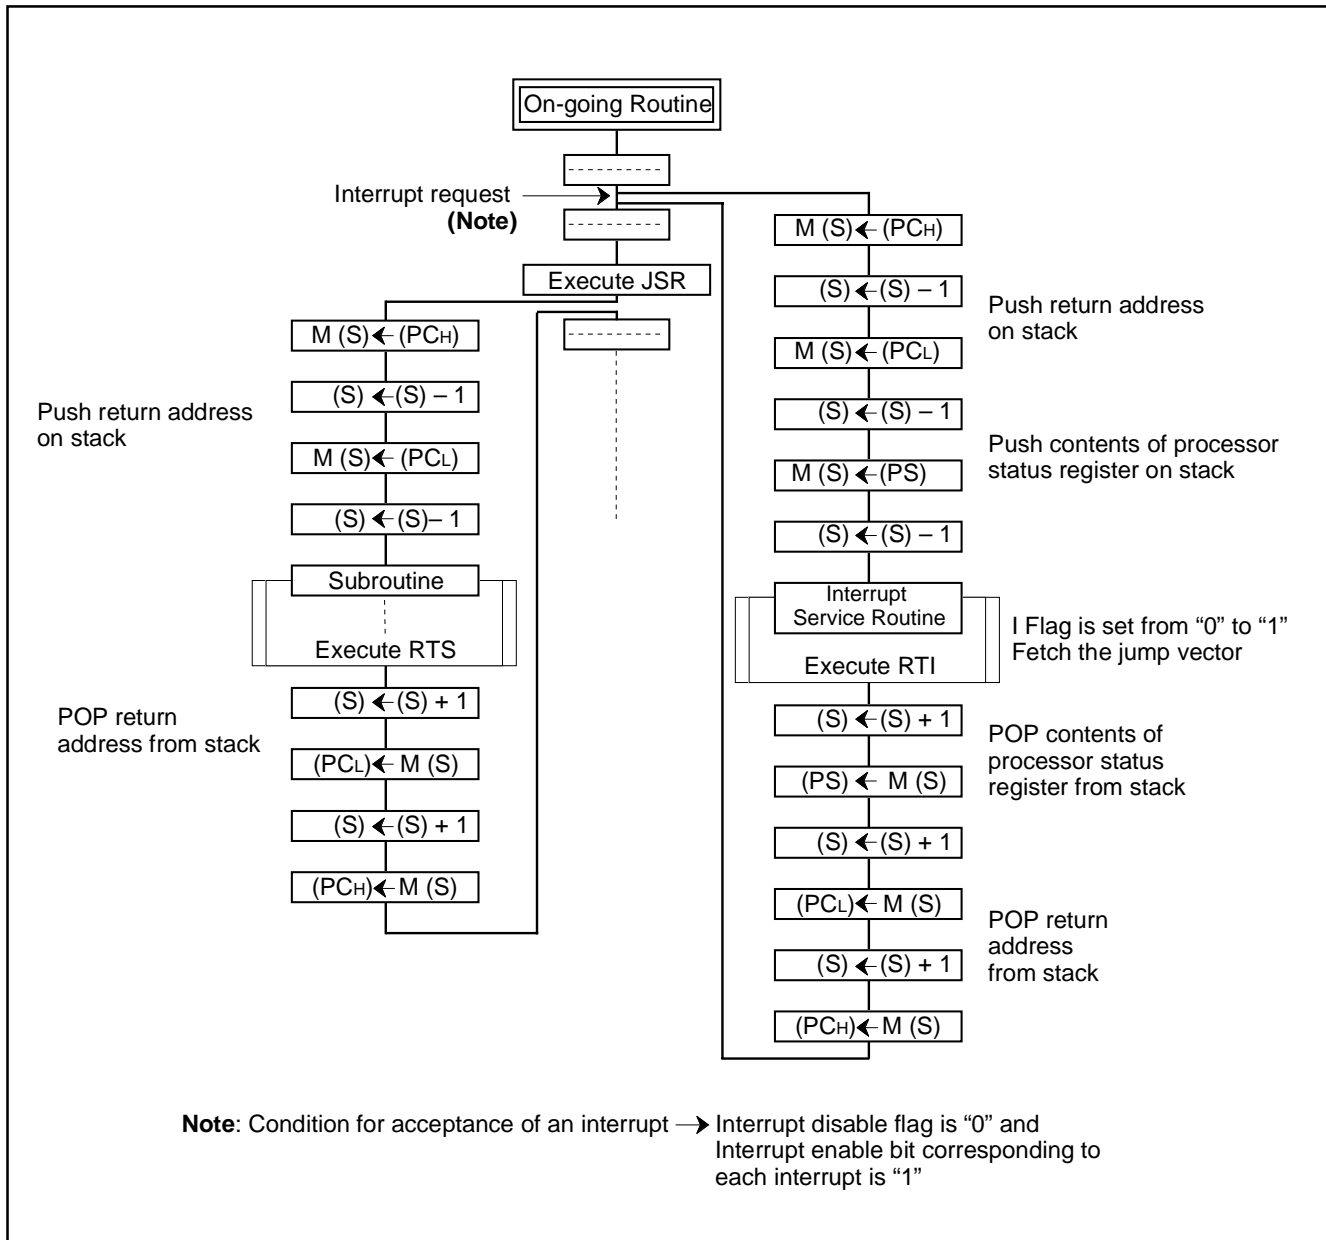 On-going Routine
Interrupt request
(Note)
Execute JSR
M (S) ← (PCH)
(S) ← (S) – 1
M (S) ← (PCL)
(S) ← (S)– 1
Push return address
on stack
Subroutine
Execute RTS
(S) ← (S) + 1
(PCL) ← M (S)
(S) ← (S) + 1
(PCH) ← M (S)
POP return
address from stack
M (S) ← (PCH)
(S) ← (S) – 1
M (S) ← (PCL)
(S) ← (S) – 1
M (S) ← (PS)
(S) ← (S) – 1
Push return address
on stack
Push contents of processor
status register on stack
Interrupt
Service Routine
Execute RTI
I Flag is set from “0” to “1”
Fetch the jump vector
(S) ← (S) + 1
(PS) ← M (S)
(S) ← (S) + 1
(PCL) ← M (S)
(S) ← (S) + 1
(PCH) ← M (S)
POP contents of
processor status
register from stack
POP return
address
from stack
Note: Condition for acceptance of an interrupt → Interrupt disable flag is “0” and
Interrupt enable bit corresponding to
each interrupt is “1”